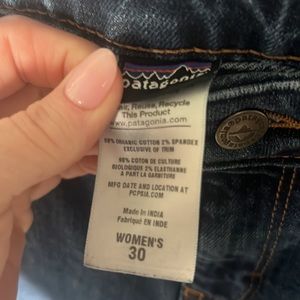 patagonia
Reuse, Recycle
This Product
www.patagonia.com
98% ORGANIC COTTON 2% SPANDEX
EXCLUSIVE OF TRIM
98% COTON DE CULTURE
BIOLOGIQUE 2% ELASTHANNE
A PART LA GARNITURE
MFG DATE AND LOCATION AT
PCPSIA.COM
Made in INDIA
Fabriqué EN INDE
WOMEN'S
30